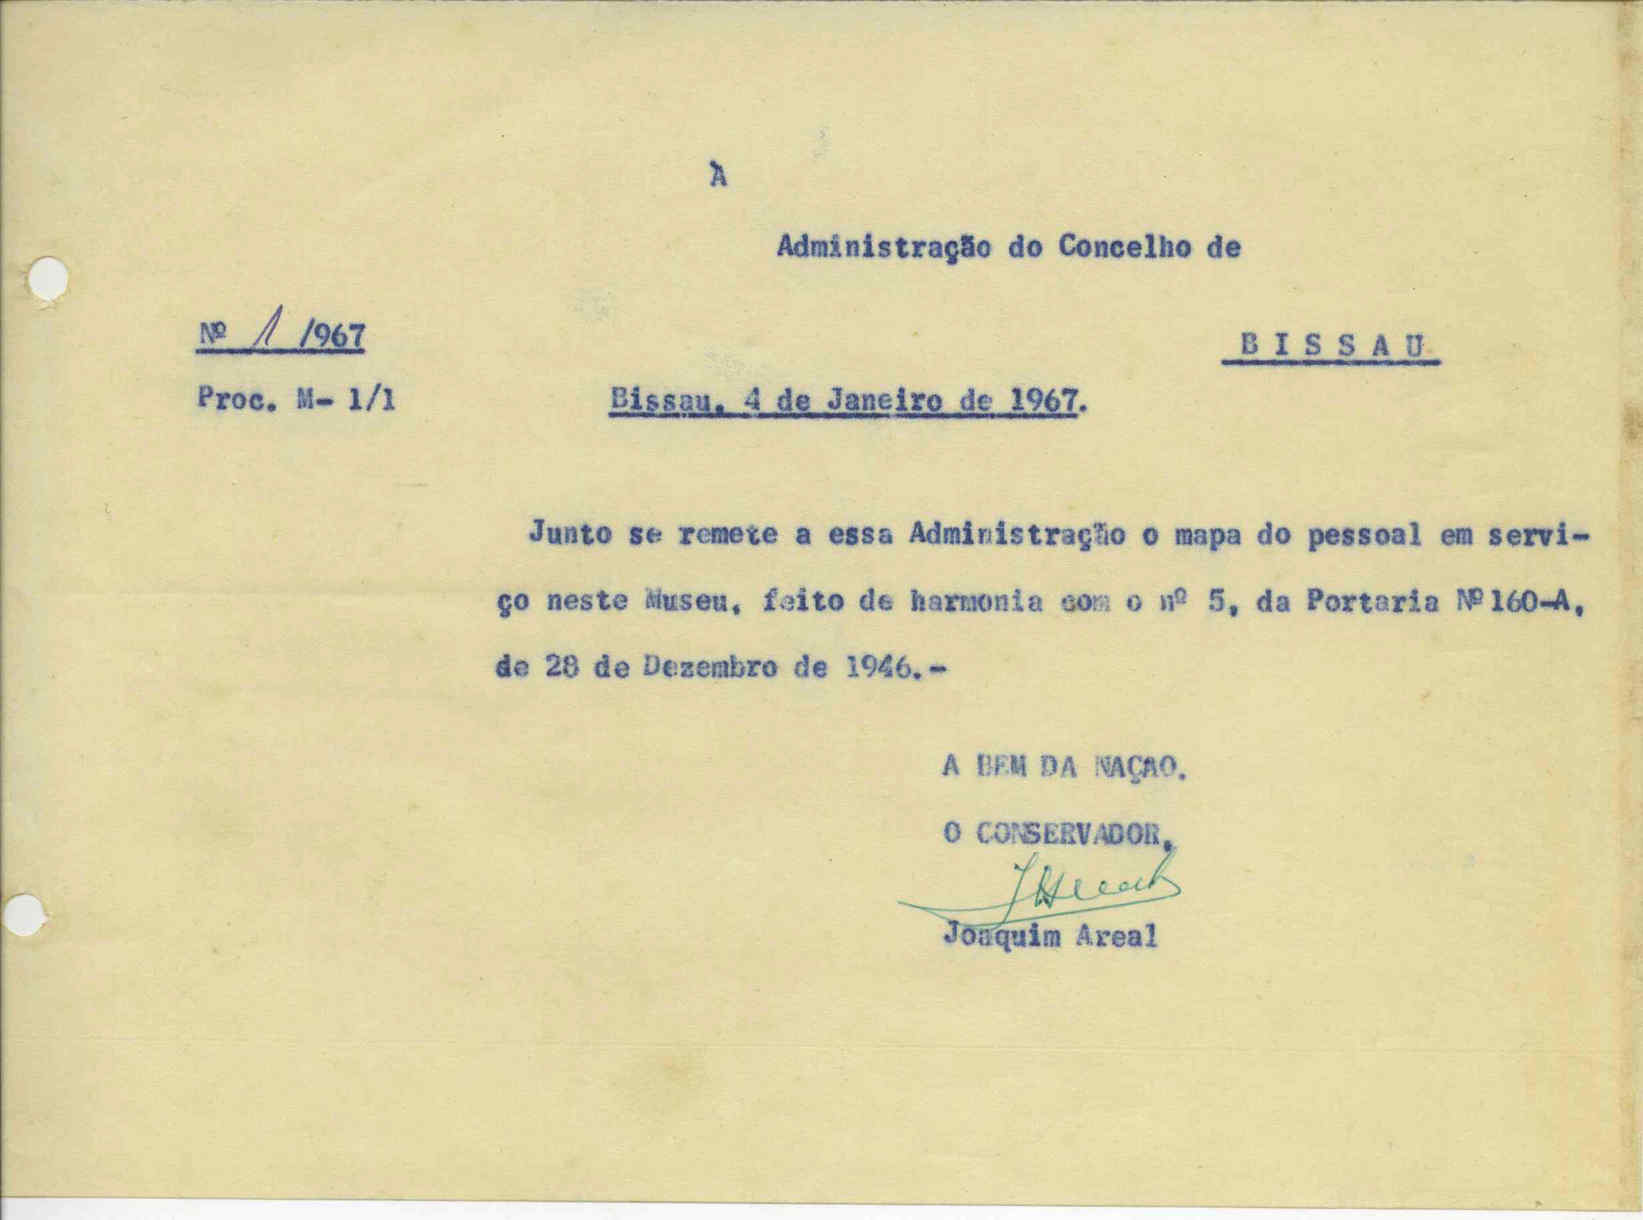 À
Administração do Concelho de
Nº 1 /967
B I S S A U
Proc. M- 1/1
Bissau, 4 de Janeiro de 1967.
Junto se remete a essa Administração o mapa do pessoal em servi-
ço neste Museu, feito de harmonia com o nº 5, da Portaria Nº 160-A,
de 28 de Dezembro de 1946.-
A BEM DA NAÇAO.
O CONSERVADOR,
JAreal
Joaquim Areal